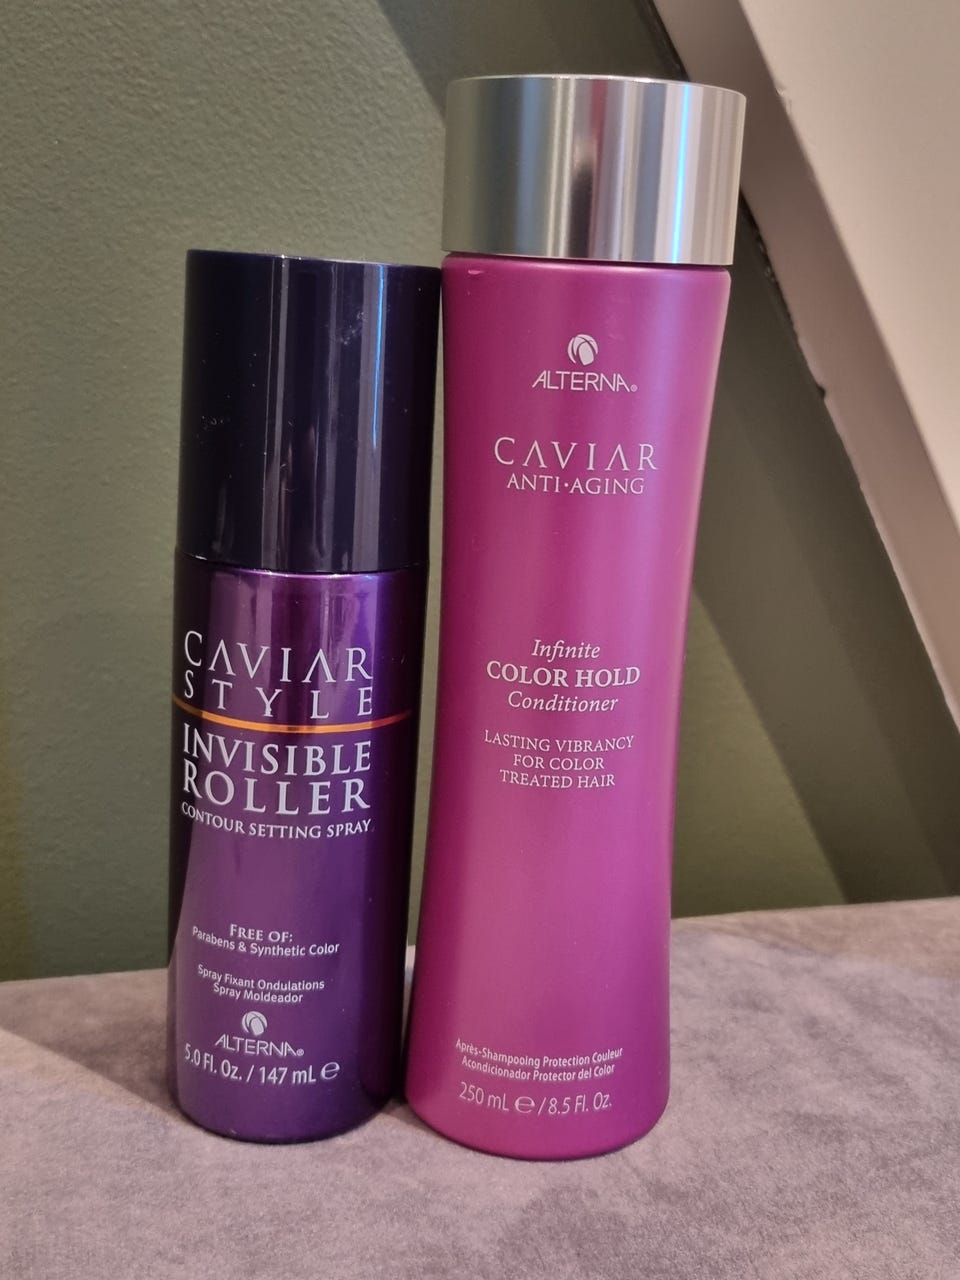 CAVIAR
STYLE
INVISIBLE
ROLLER
CONTOUR SETTING SPRAY
FREE OF:
Parabens & Synthetic Color
Spray Fixant Ondulations
Spray Moldeador
ALTERNA®
5.0 Fl. Oz. / 147 mL ℮
ALTERNA®
CAVIAR
ANTI·AGING
Infinite
COLOR HOLD
Conditioner
LASTING VIBRANCY
FOR COLOR
TREATED HAIR
Après-Shampooing Protection Couleur
Acondicionador Protector del Color
250 mL ℮ / 8.5 Fl. Oz.